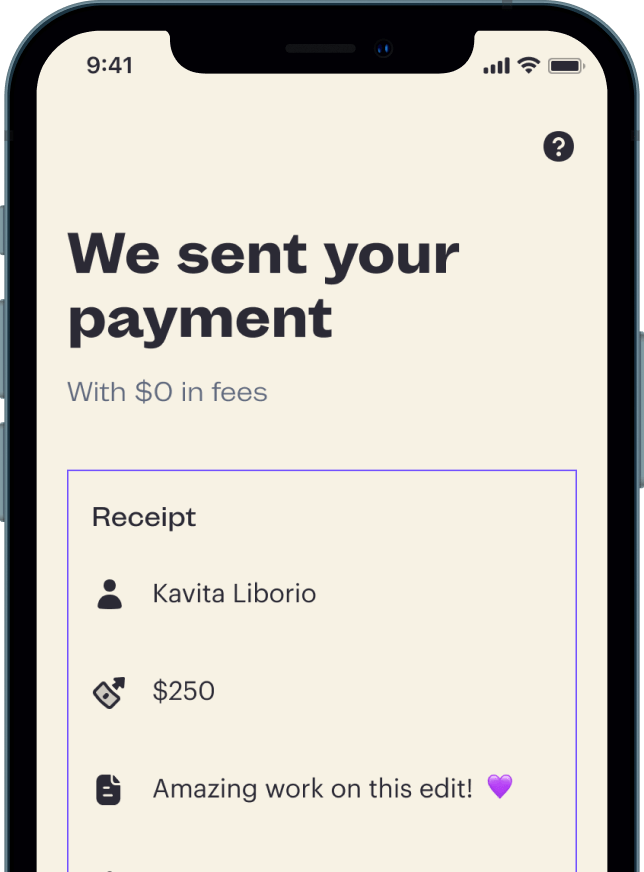 9:41
We sent your
payment
With $0 in fees
Receipt
Kavita Liborio
$250
Amazing work on this edit! 💜